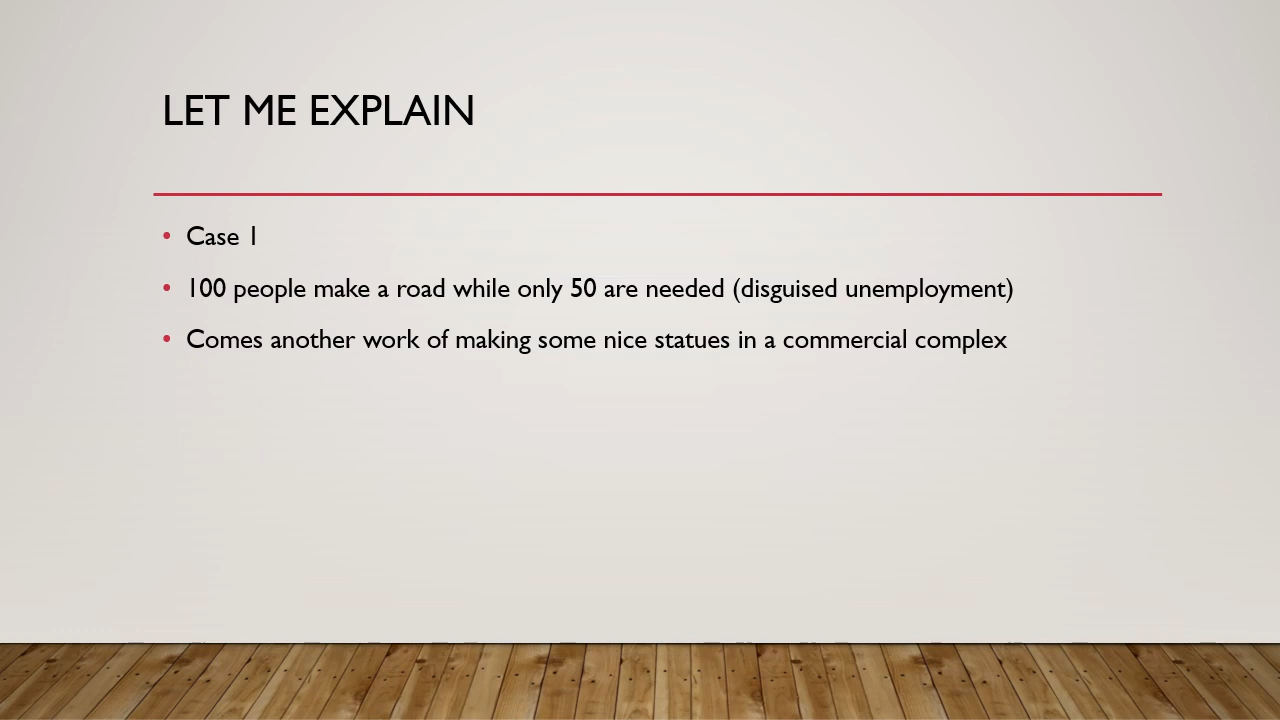 LET ME EXPLAIN
• Case 1
• 100 people make a road while only 50 are needed (disguised unemployment)
• Comes another work of making some nice statues in a commercial complex